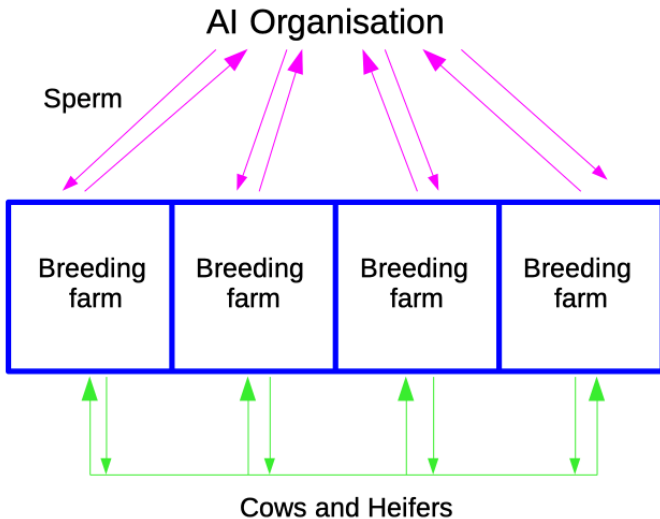 AI Organisation
Sperm
Breeding farm
Breeding farm
Breeding farm
Breeding farm
Cows and Heifers